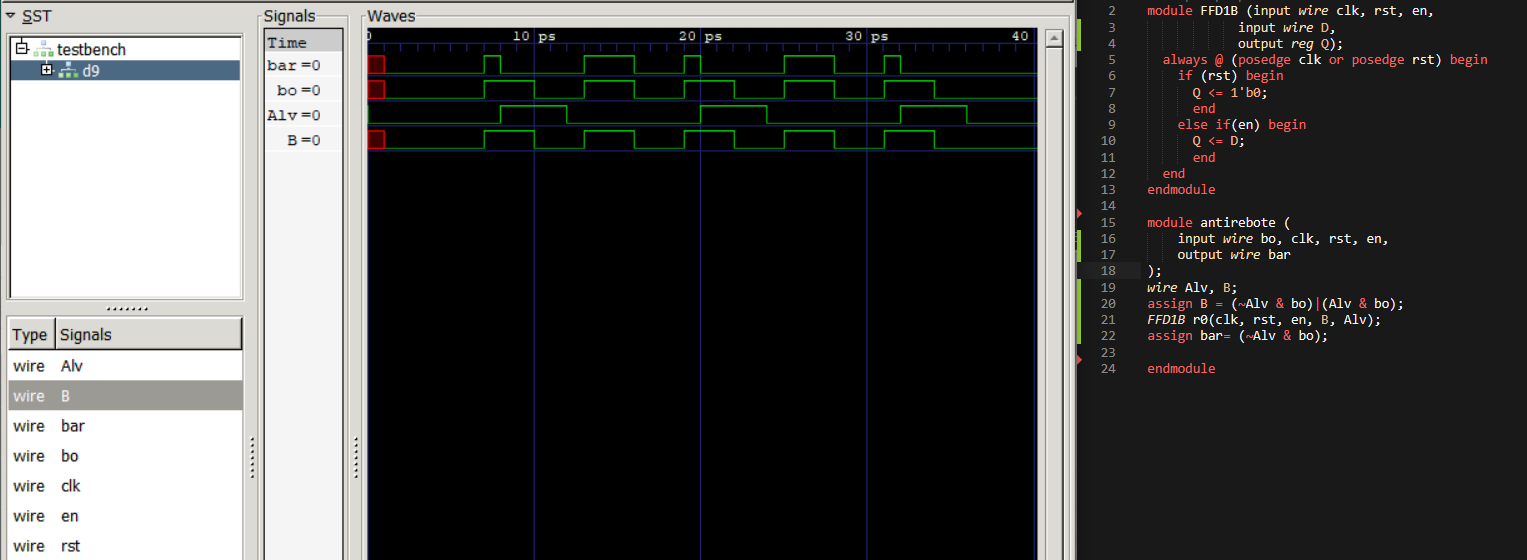 SST
testbench
d9
Type Signals
wire Alv
wire B
wire bar
wire bo
wire clk
wire en
wire rst
Signals
Time
bar =0
bo =0
Alv =0
B =0
Waves
0 10 ps 20 ps 30 ps 40
2 module FFD1B (input wire clk, rst, en,
3 input wire D,
4 output reg Q);
5 always @ (posedge clk or posedge rst) begin
6 if (rst) begin
7 Q <= 1'b0;
8 end
9 else if(en) begin
10 Q <= D;
11 end
12 end
13 endmodule
14
15 module antirebote (
16 input wire bo, clk, rst, en,
17 output wire bar
18 );
19 wire Alv, B;
20 assign B = (~Alv & bo)|(Alv & bo);
21 FFD1B r0(clk, rst, en, B, Alv);
22 assign bar= (~Alv & bo);
23
24 endmodule